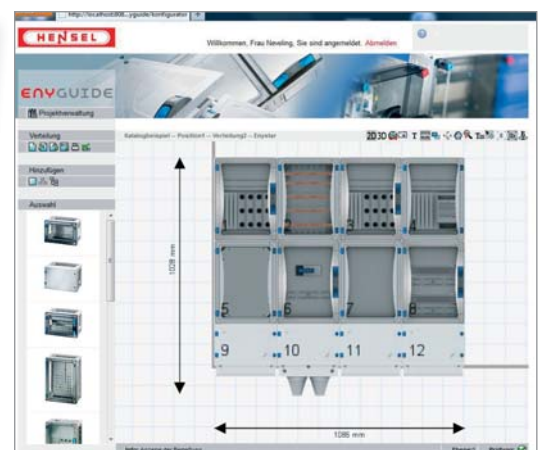 http://localhost:808...yguide/konfigurator
HENSEL
Willkommen, Frau Neveling, Sie sind angemeldet. Abmelden
ENYGUIDE
Projektverwaltung
Verteilung
Katalogbeispiel – Position1 – Verteilung2 – Enystar
2D 3D
T
Hinzufügen
Auswahl
1028 mm
1 2 3 4
5 6 7 8
9 10 11 12
1085 mm